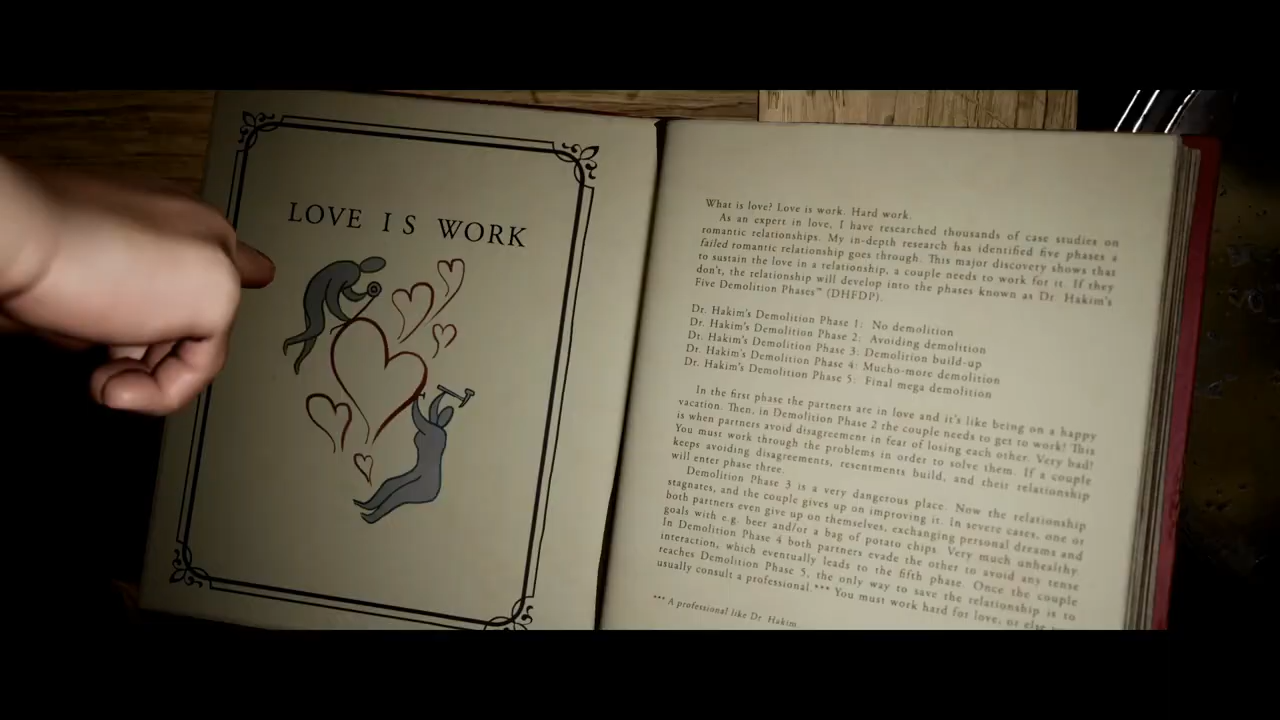 LOVE IS WORK
What is love? Love is work. Hard work.
As an expert in love, I have researched thousands of case studies on
romantic relationships. My in-depth research has identified five phases a
failed romantic relationship goes through. This major discovery shows that
to sustain the love in a relationship, a couple needs to work for it. If they
don't, the relationship will develop into the phases known as Dr. Hakim's
Five Demolition Phases™ (DHFDP).
Dr. Hakim's Demolition Phase 1: No demolition
Dr. Hakim's Demolition Phase 2: Avoiding demolition
Dr. Hakim's Demolition Phase 3: Demolition build-up
Dr. Hakim's Demolition Phase 4: Mucho-more demolition
Dr. Hakim's Demolition Phase 5: Final mega demolition
In the first phase the partners are in love and it's like being on a happy
vacation. Then, in Demolition Phase 2 the couple needs to get to work! This
is when partners avoid disagreement in fear of losing each other. Very bad!
You must work through the problems in order to solve them. If a couple
keeps avoiding disagreements, resentments build, and their relationship
will enter phase three.
Demolition Phase 3 is a very dangerous place. Now the relationship
stagnates, and the couple gives up on improving it. In severe cases, one or
both partners even give up on themselves, exchanging personal dreams and
goals with e.g. beer and/or a bag of potato chips. Very much unhealthy
In Demolition Phase 4 both partners evade the other to avoid any tense
interaction, which eventually leads to the fifth phase. Once the couple
reaches Demolition Phase 5, the only way to save the relationship is to
usually consult a professional.*** You must work hard for love, or else
*** A professional like Dr. Hakim.